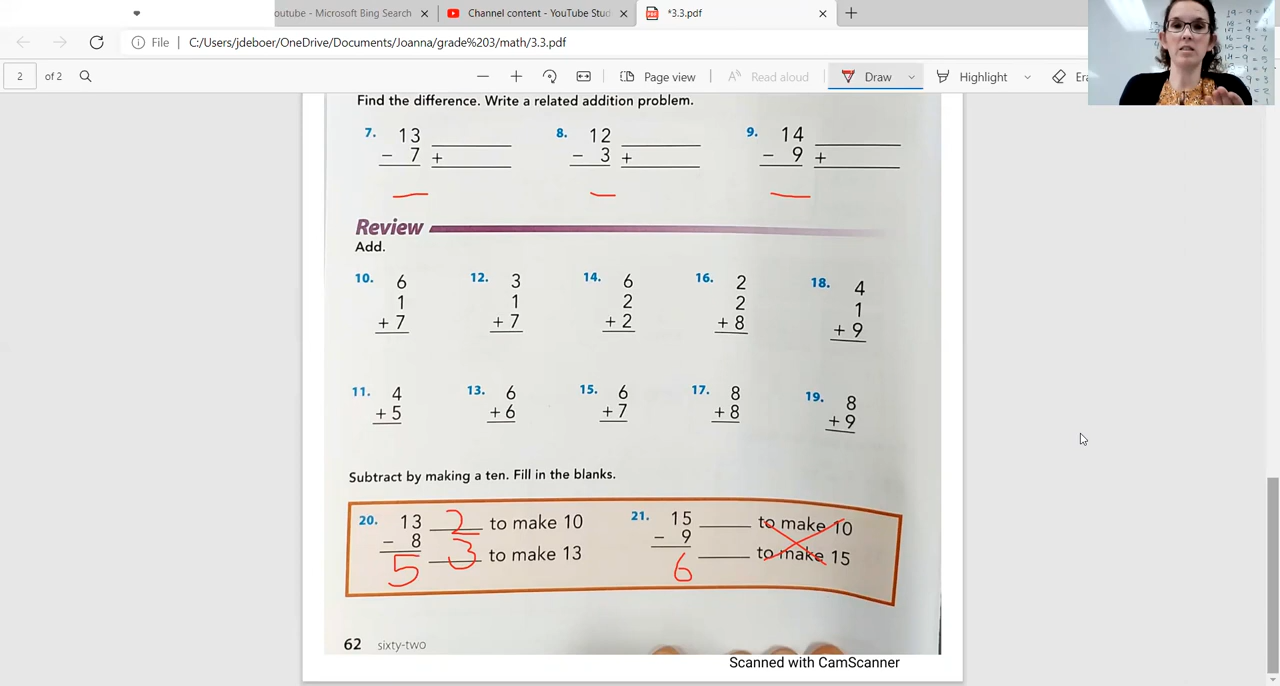 outube - Microsoft Bing Search
Channel content - YouTube Stud
*3.3.pdf
File C:/Users/jdeboer/OneDrive/Documents/Joanna/grade%203/math/3.3.pdf
2 of 2 Page view Read aloud Draw Highlight Era
Find the difference. Write a related addition problem.
7. 13 8. 12 9. 14
- 7 + - 3 + - 9 +
Review
Add.
10. 6 12. 3 14. 6 16. 2 18. 4
1 1 2 2 1
+ 7 + 7 + 2 + 8 + 9
11. 4 13. 6 15. 6 17. 8 19. 8
+ 5 + 6 + 7 + 8 + 9
Subtract by making a ten. Fill in the blanks.
20. 13 2 to make 10 21. 15 to make 10
- 8 3 to make 13 - 9 to make 15
5 6
62 sixty-two
Scanned with CamScanner